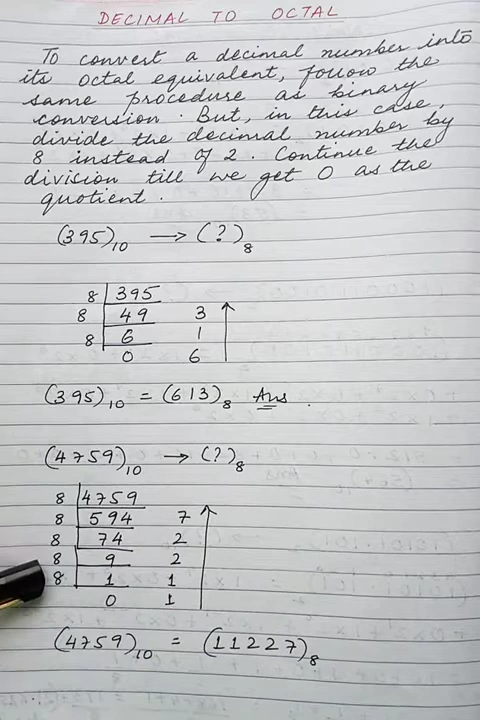 DECIMAL TO OCTAL
To convert a decimal number into
its octal equivalent, follow the
same procedure as binary
conversion. But, in this case,
divide the decimal number by
8 instead of 2. Continue the
division till we get 0 as the
quotient.
(395)₁₀ → (?)₈
8 395
8 49 3
8 6 1
0 6
(395)₁₀ = (613)₈ Ans.
(4759)₁₀ → (?)₈
8 4759
8 594 7
8 74 2
8 9 2
8 1 1
0 1
(4759)₁₀ = (11227)₈